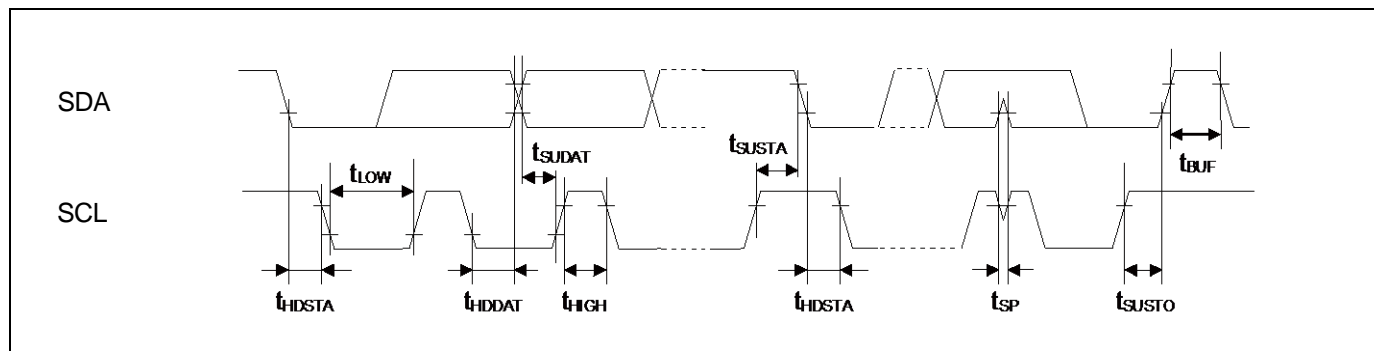 SDA
tSUDAT
tSUSTA
tBUF
tLOW
SCL
tHDSTA
tHDDAT
tHIGH
tHDSTA
tSP
tSUSTO